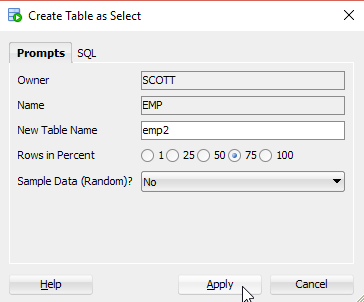 Create Table as Select
Prompts SQL
Owner SCOTT
Name EMP
New Table Name emp2
Rows in Percent 1 25 50 75 100
Sample Data (Random)? No
Help Apply Cancel